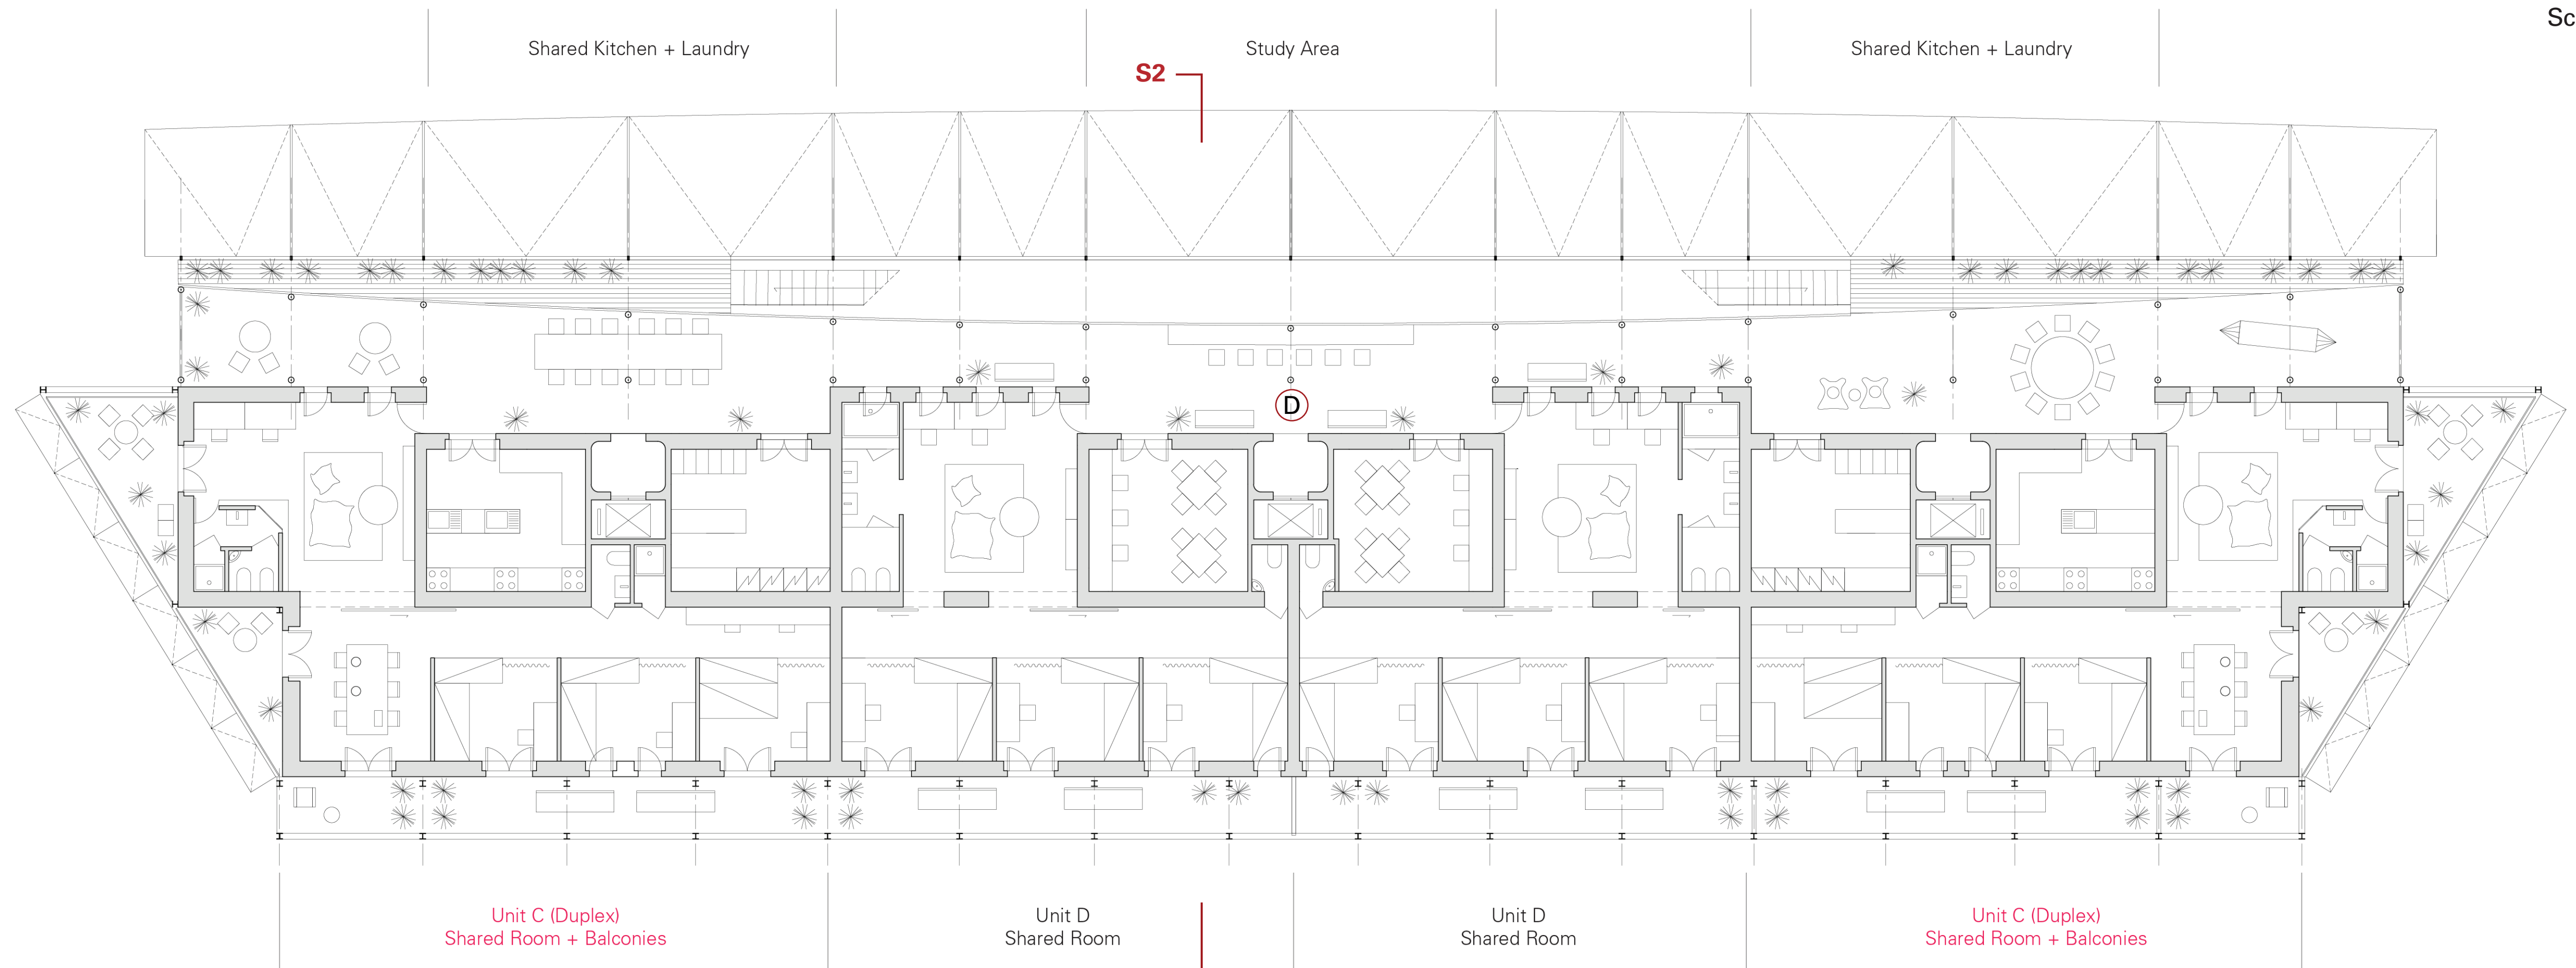 Sc
Shared Kitchen + Laundry
Study Area
Shared Kitchen + Laundry
S2
D
Unit C (Duplex)
Shared Room + Balconies
Unit D
Shared Room
Unit D
Shared Room
Unit C (Duplex)
Shared Room + Balconies